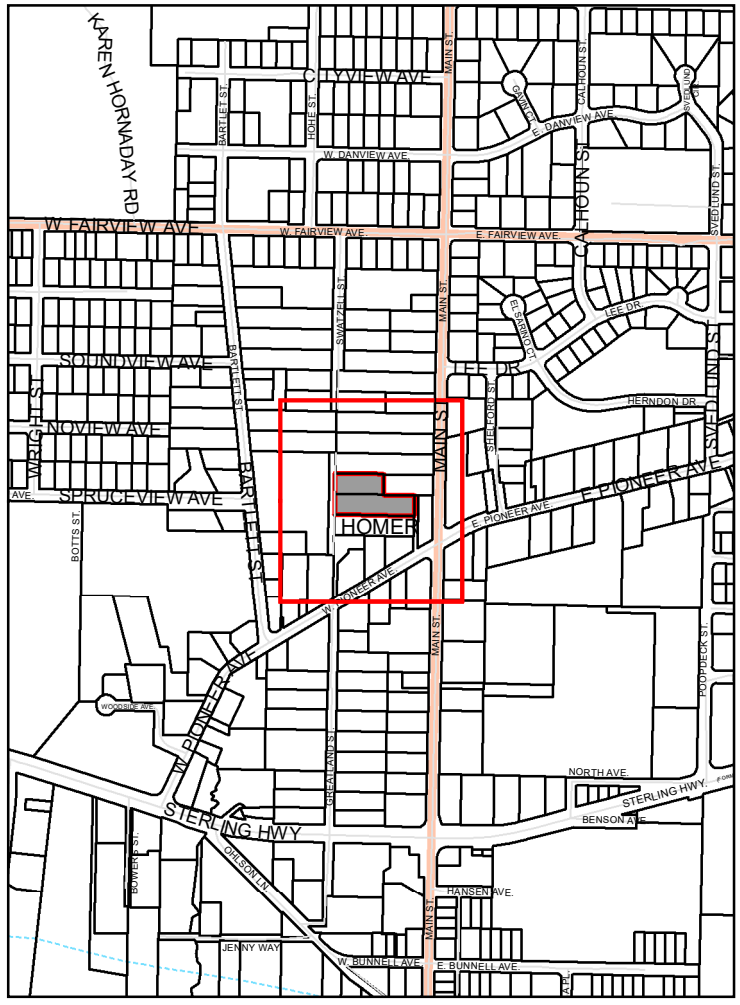 KAREN HORNADAY RD
CITYVIEW AVE
BARTLET ST.
HOHE ST.
MAIN ST.
GAVIN CT.
CALHOUN ST.
SVEDLUND
E. DANVIEW AVE.
W. DANVIEW AVE.
CALHOUN ST
SVEDLUND ST.
W FAIRVIEW AVE
W. FAIRVIEW AVE.
E. FAIRVIEW AVE.
SWATZELL ST.
MAIN ST.
EL SARINO CT.
LEE DR.
SOUNDVIEW AVE
BARTLETT ST.
LEE DR
SVEDLUND ST
WRIGHT ST
NOVIEW AVE
MAIN ST
SHELFORD ST.
HERNDON DR
AVE.
SPRUCEVIEW AVE
BARTLETT ST
E PIONEER AVE
E. PIONEER AVE.
HOMER
BOTTS ST.
W. PIONEER AVE.
MAIN ST.
POOPDECK ST.
W PIONEER AVE
WOODSIDE AVE.
GREATLAND ST.
NORTH AVE.
STERLING HWY.
STERLING HWY
BENSON AVE
BOWERS ST.
OHLSON LN.
HANSEN AVE.
MAIN ST.
JENNY WAY
W. BUNNELL AVE.
E. BUNNELL AVE.
A PL.